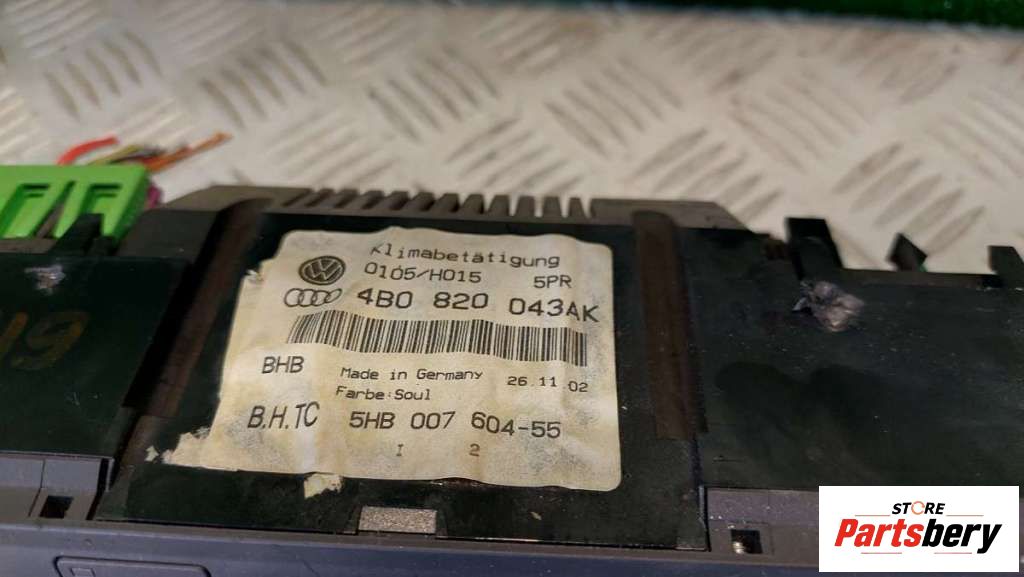 Klimabetätigung
0105/H015 5PR
4B0 820 043AK
BHB Made in Germany 26.11.02
Farbe:Soul
B.H.TC 5HB 007 604-55
I 2
STORE
Partsbery